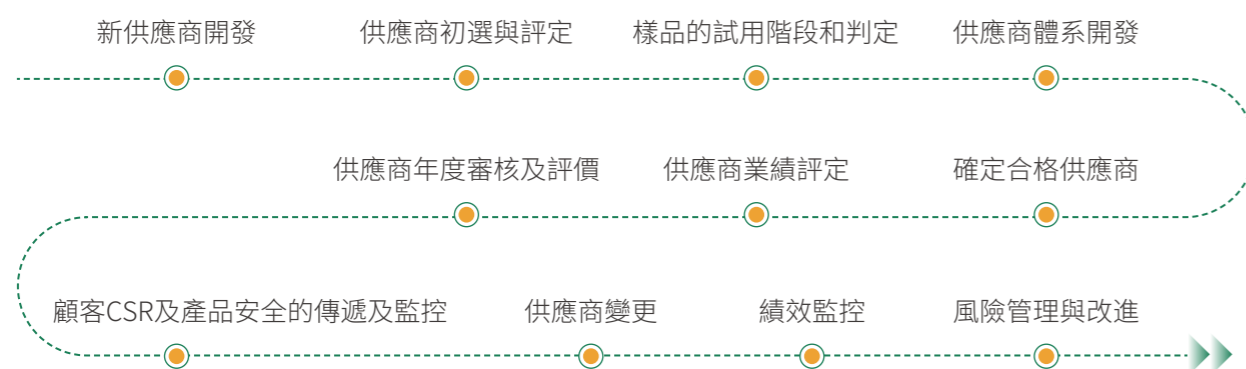 新供應商開發
供應商初選與評定
樣品的試用階段和判定
供應商體系開發
確定合格供應商
供應商業績評定
供應商年度審核及評價
顧客CSR及產品安全的傳遞及監控
供應商變更
績效監控
風險管理與改進